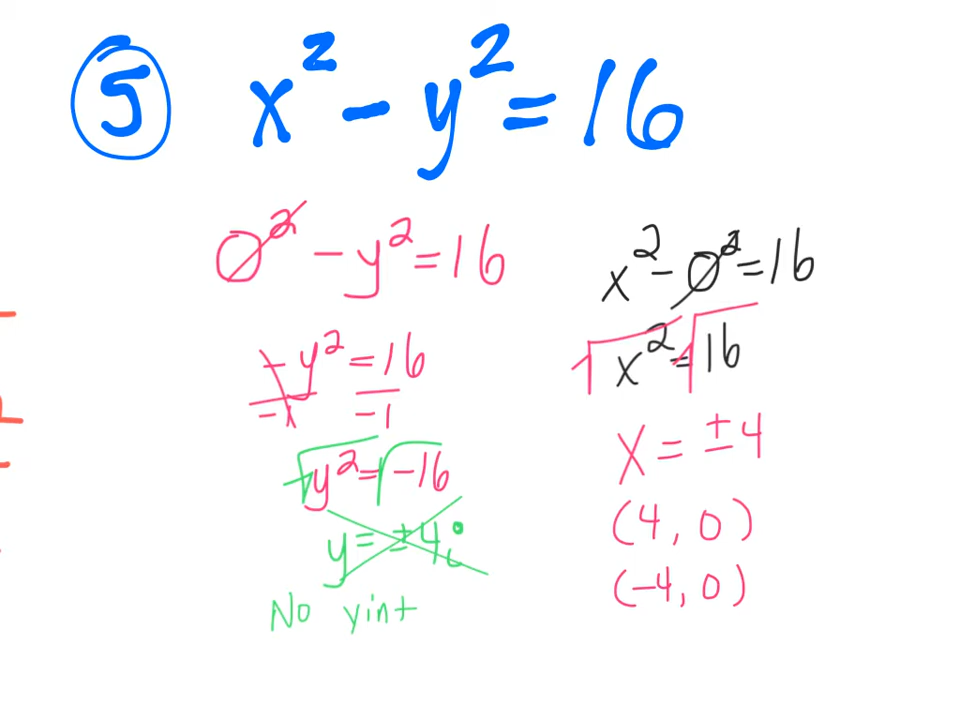 ⑤ x² - y² = 16
0² - y² = 16
-y² = 16
-1 -1
√y² = √-16
y = ±4i
No yint
x² - 0² = 16
√x² = √16
x = ±4
(4, 0)
(-4, 0)